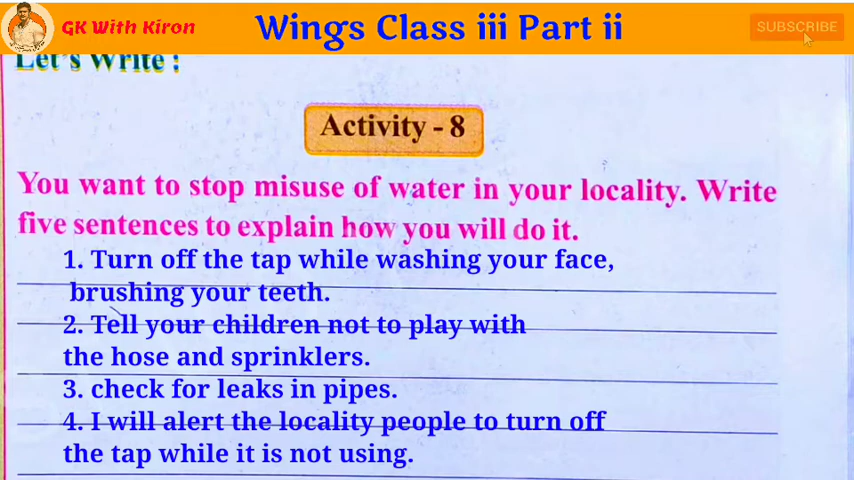 GK With Kiron
Wings Class iii Part ii
SUBSCRIBE
Let's Write :
Activity - 8
You want to stop misuse of water in your locality. Write
five sentences to explain how you will do it.
1. Turn off the tap while washing your face,
brushing your teeth.
2. Tell your children not to play with
the hose and sprinklers.
3. check for leaks in pipes.
4. I will alert the locality people to turn off
the tap while it is not using.